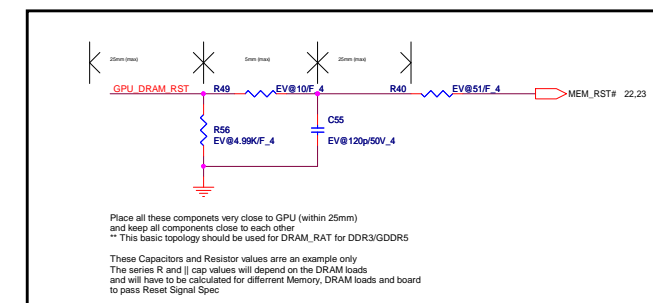 25mm (max) 5mm (max) 25mm (max)
GPU_DRAM_RST R49 EV@10/F_4 R40 EV@51/F_4 MEM_RST# 22,23
R56
EV@4.99K/F_4
C55
EV@120p/50V_4
Place all these componets very close to GPU (within 25mm)
and keep all components close to each other
** This basic topology should be used for DRAM_RAT for DDR3/GDDR5
These Capacitors and Resistor values arre an example only
The series R and || cap values will depend on the DRAM loads
and will have to be calculated for differrent Memory, DRAM loads and board
to pass Reset Signal Spec